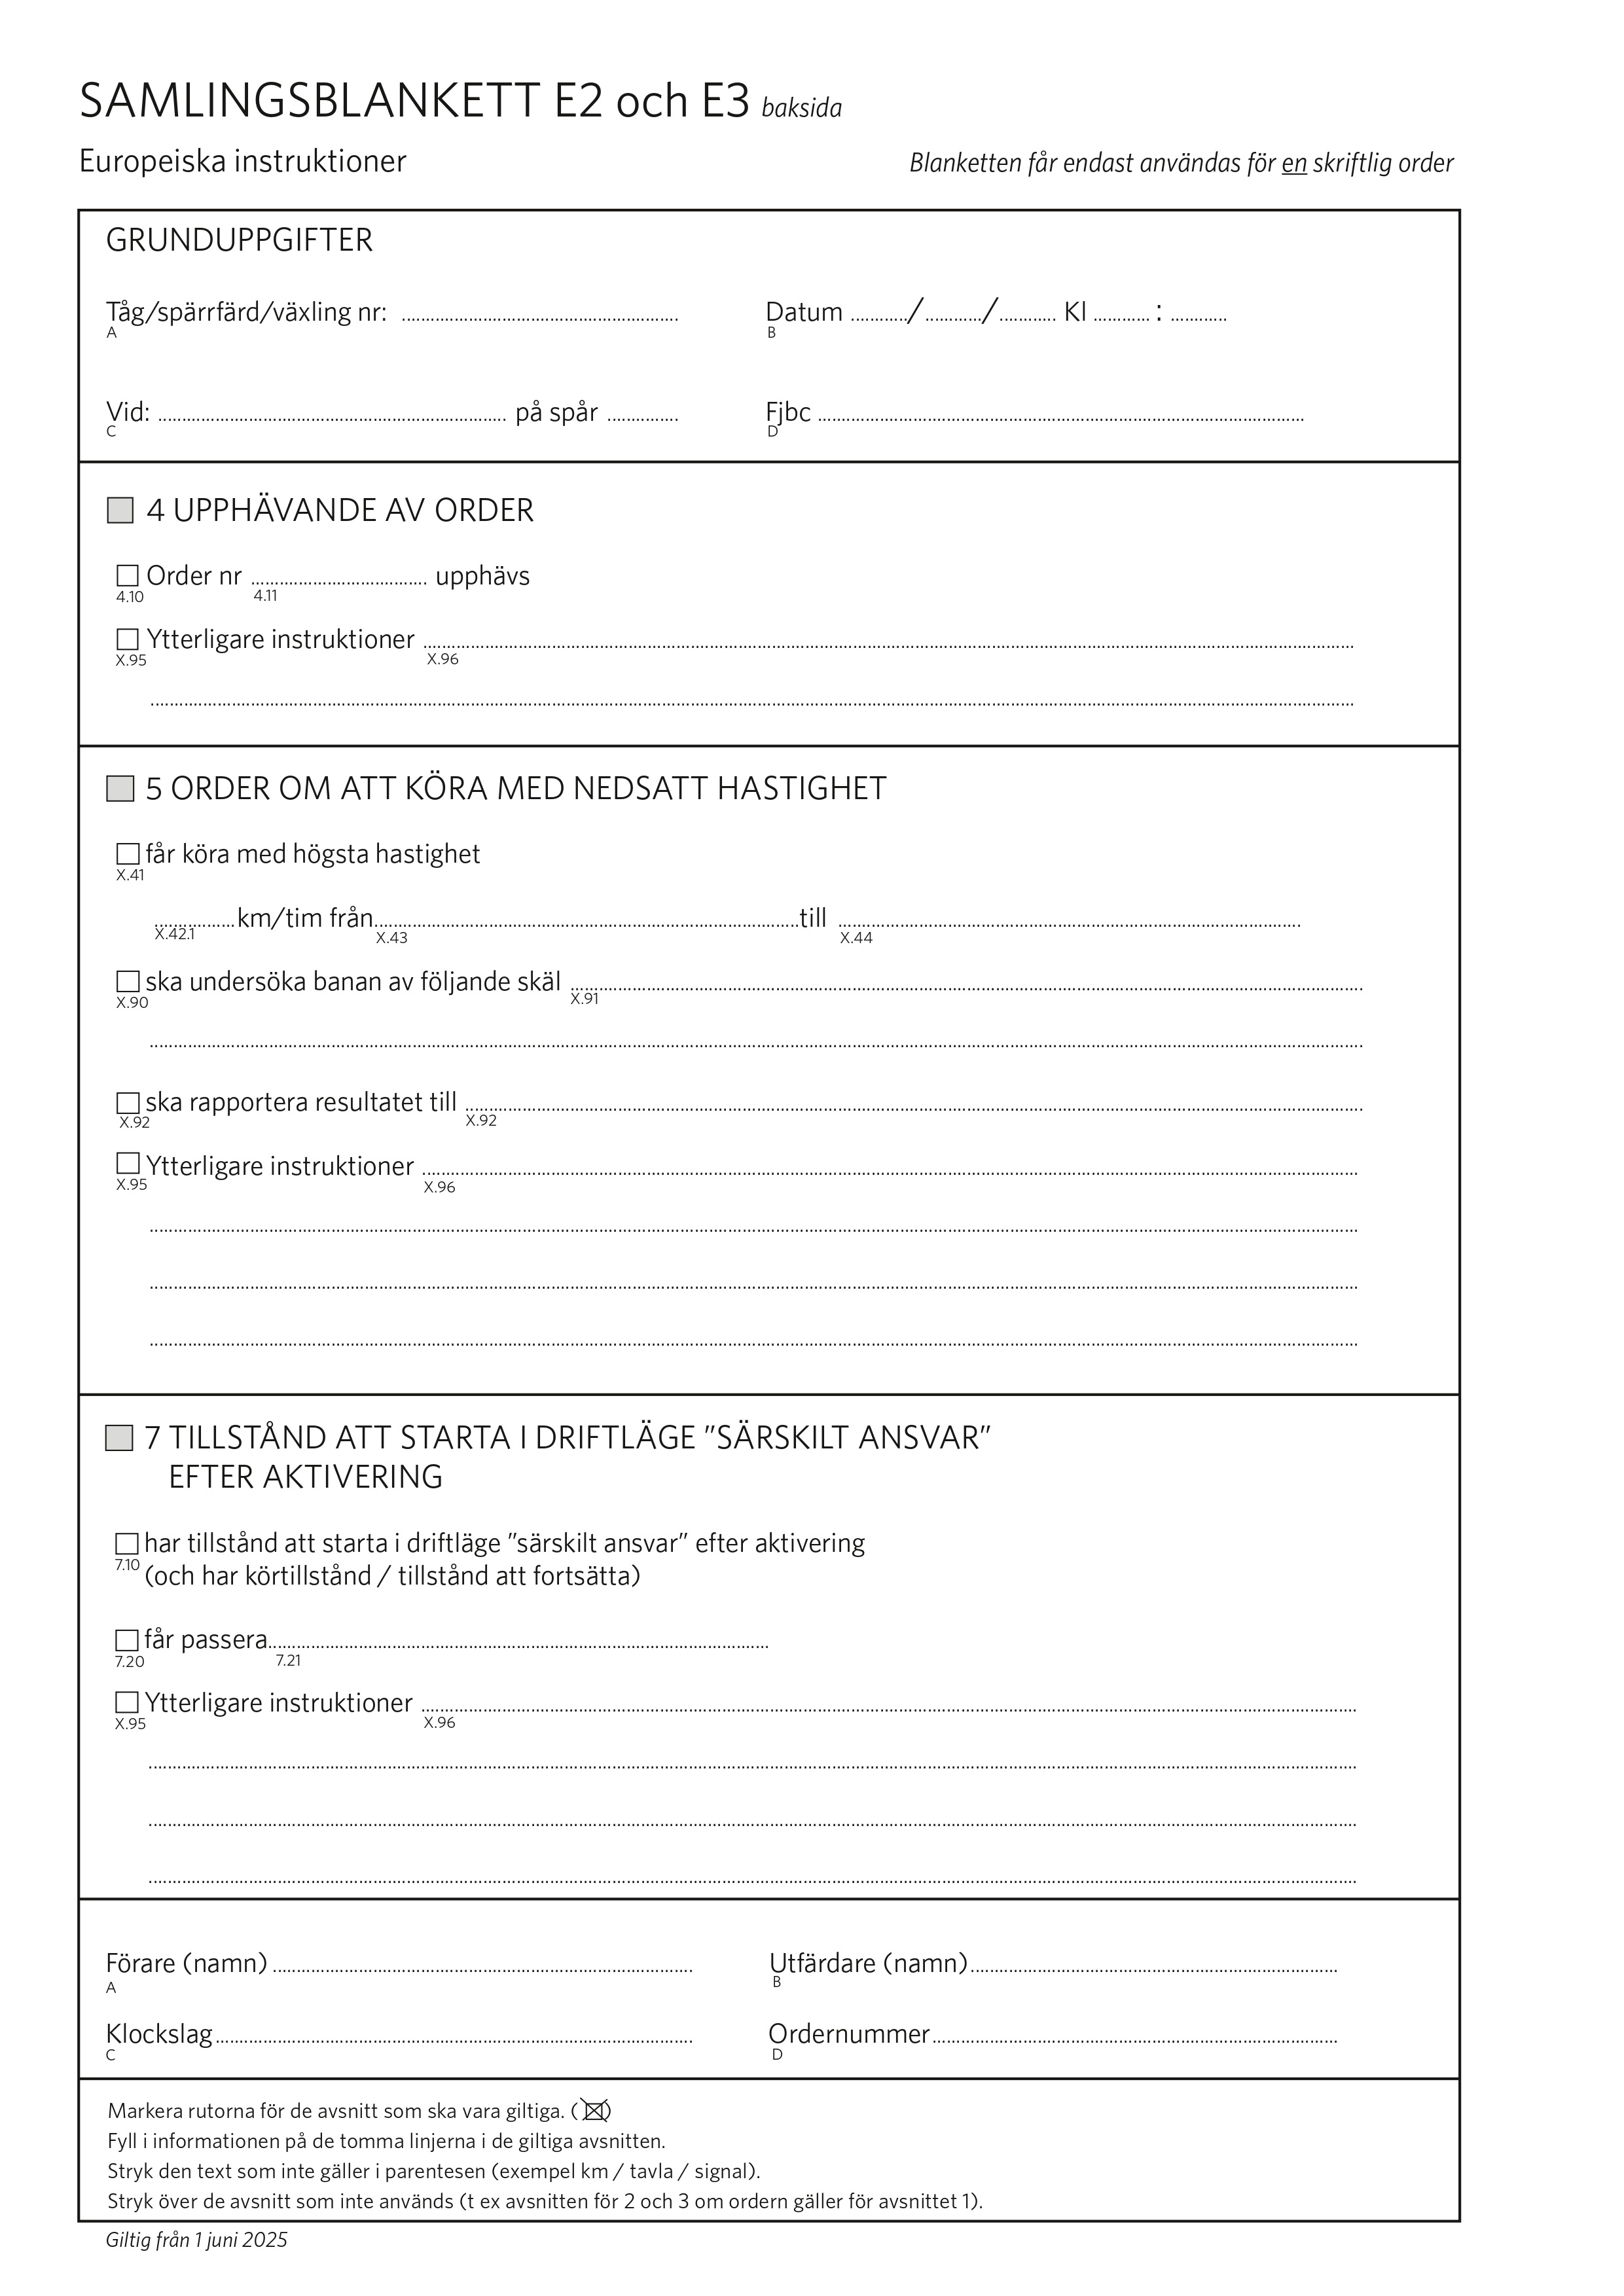 SAMLINGSBLANKETT E2 och E3 baksida
Europeiska instruktioner
Blanketten får endast användas för en skriftlig order
GRUNDUPPGIFTER
Tåg/spärrfärd/växling nr: ........................ Datum ............/............/............ Kl ............ : ............
A B
Vid: ........................ på spår ............ Fjbc ........................
C D
4 UPPHÄVANDE AV ORDER
Order nr ........................ upphävs
4.10 4.11
Ytterligare instruktioner ........................
X.95 X.96
........................
5 ORDER OM ATT KÖRA MED NEDSATT HASTIGHET
får köra med högsta hastighet
X.41
............ km/tim från ........................ till ........................
X.42.1 X.43 X.44
ska undersöka banan av följande skäl ........................
X.90 X.91
........................
ska rapportera resultatet till ........................
X.92 X.92
Ytterligare instruktioner ........................
X.95 X.96
........................
........................
........................
7 TILLSTÅND ATT STARTA I DRIFTLÄGE ”SÄRSKILT ANSVAR”
EFTER AKTIVERING
har tillstånd att starta i driftläge ”särskilt ansvar” efter aktivering
7.10
(och har körtillstånd / tillstånd att fortsätta)
får passera ........................
7.20 7.21
Ytterligare instruktioner ........................
X.95 X.96
........................
........................
........................
Förare (namn) ........................ Utfärdare (namn) ........................
A B
Klockslag ........................ Ordernummer ........................
C D
Markera rutorna för de avsnitt som ska vara giltiga. (☒)
Fyll i informationen på de tomma linjerna i de giltiga avsnitten.
Stryk den text som inte gäller i parentesen (exempel km / tavla / signal).
Stryk över de avsnitt som inte används (t ex avsnitten för 2 och 3 om ordern gäller för avsnittet 1).
Giltig från 1 juni 2025